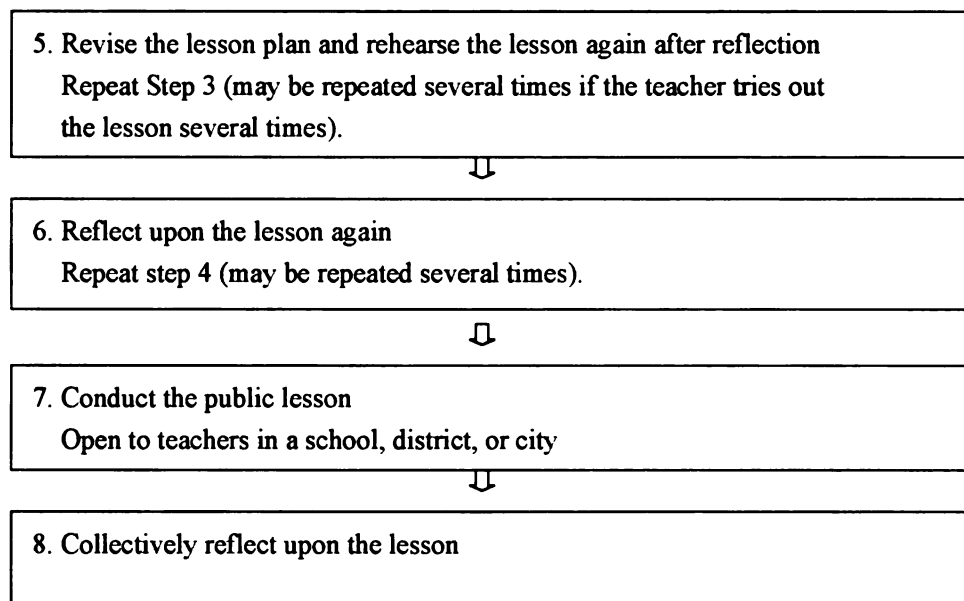 5. Revise the lesson plan and rehearse the lesson again after reflection
Repeat Step 3 (may be repeated several times if the teacher tries out
the lesson several times).
6. Reflect upon the lesson again
Repeat step 4 (may be repeated several times).
7. Conduct the public lesson
Open to teachers in a school, district, or city
8. Collectively reflect upon the lesson